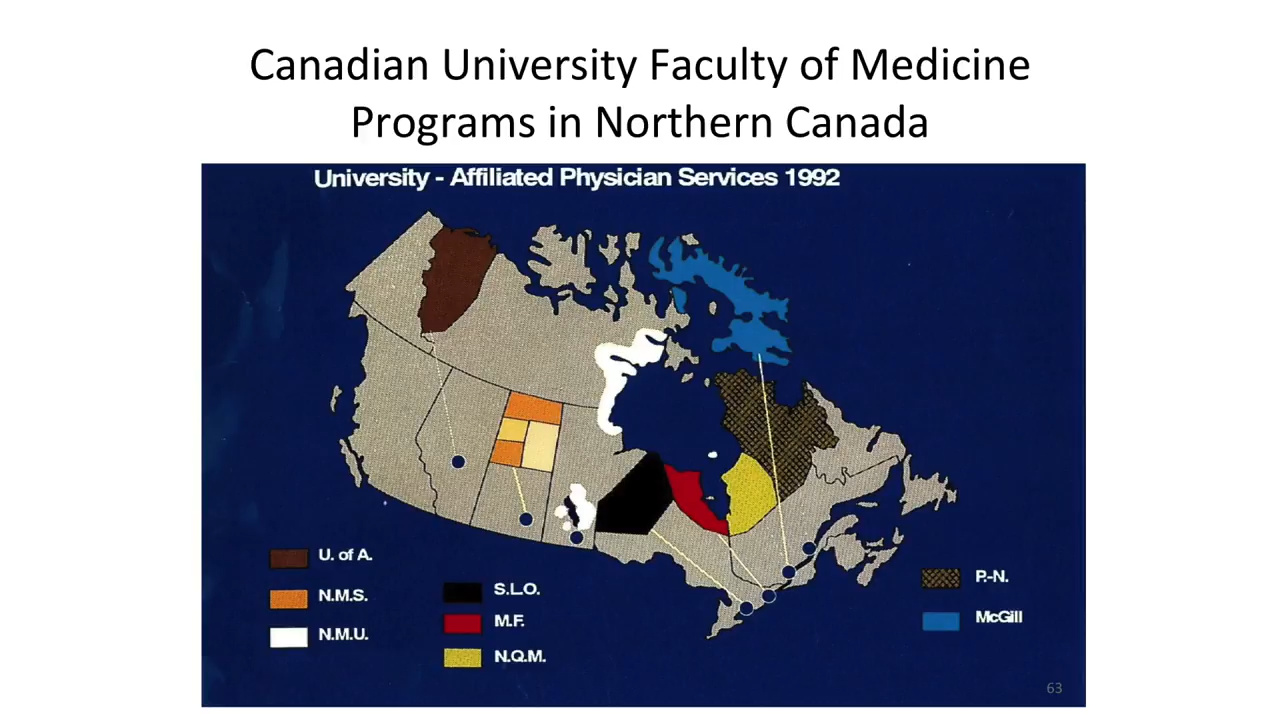 Canadian University Faculty of Medicine
Programs in Northern Canada
University - Affiliated Physician Services 1992
U. of A.
N.M.S.
N.M.U.
S.L.O.
M.F.
N.Q.M.
P.-N.
McGill
63